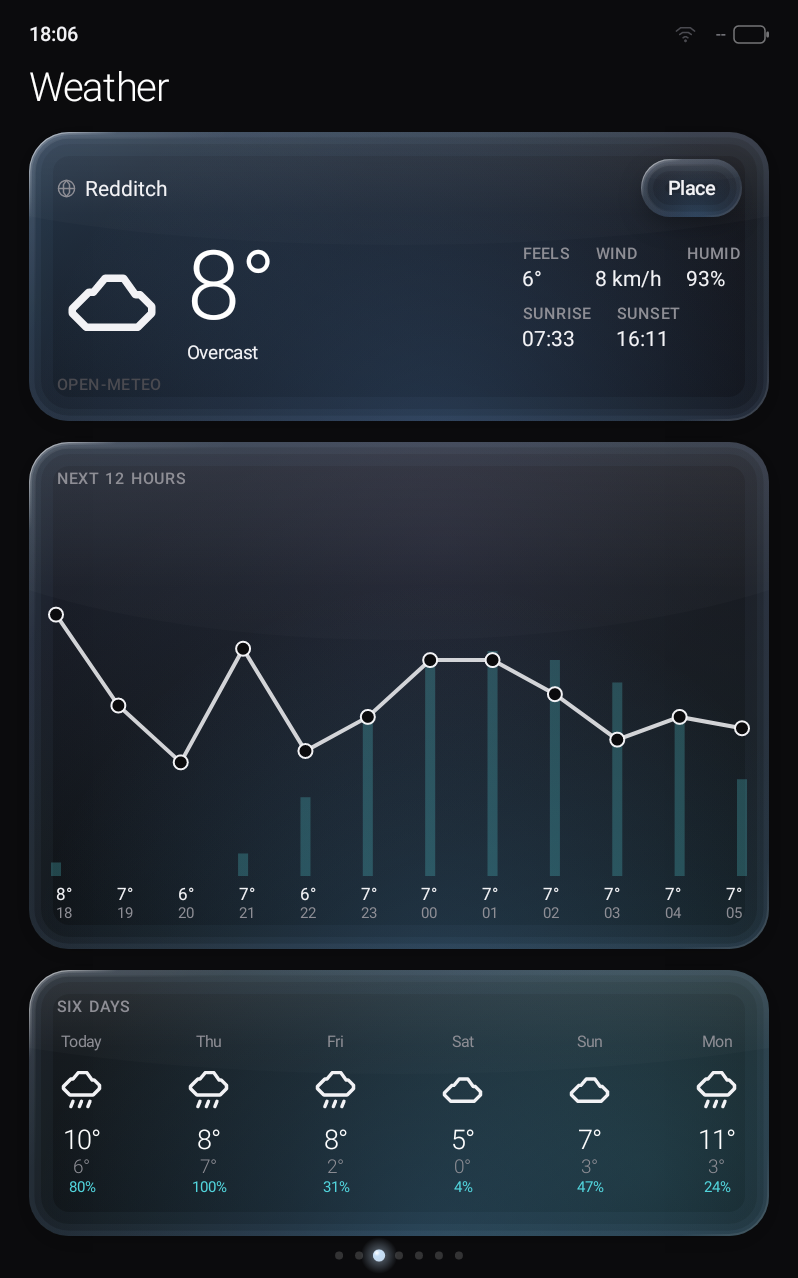 18:06 --
Weather
Redditch Place
FEELS WIND HUMID
8° 6° 8 km/h 93%
SUNRISE SUNSET
07:33 16:11
Overcast
OPEN-METEO
NEXT 12 HOURS
8° 7° 6° 7° 6° 7° 7° 7° 7° 7° 7° 7°
18 19 20 21 22 23 00 01 02 03 04 05
SIX DAYS
Today Thu Fri Sat Sun Mon
10° 8° 8° 5° 7° 11°
6° 7° 2° 0° 3° 3°
80% 100% 31% 4% 47% 24%